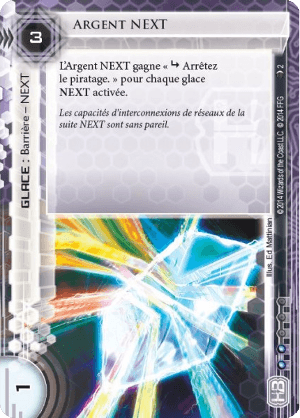 ARGENT NEXT
3
L'Argent NEXT gagne « ↳ Arrêtez
le piratage. » pour chaque glace
NEXT activée.
Les capacités d'interconnexions de réseaux de la
suite NEXT sont sans pareil.
GLACE : Barrière – NEXT
2
©2014 Wizards of the Coast LLC. © 2014 FFG
Illus. Ed Mattinian
1
HB